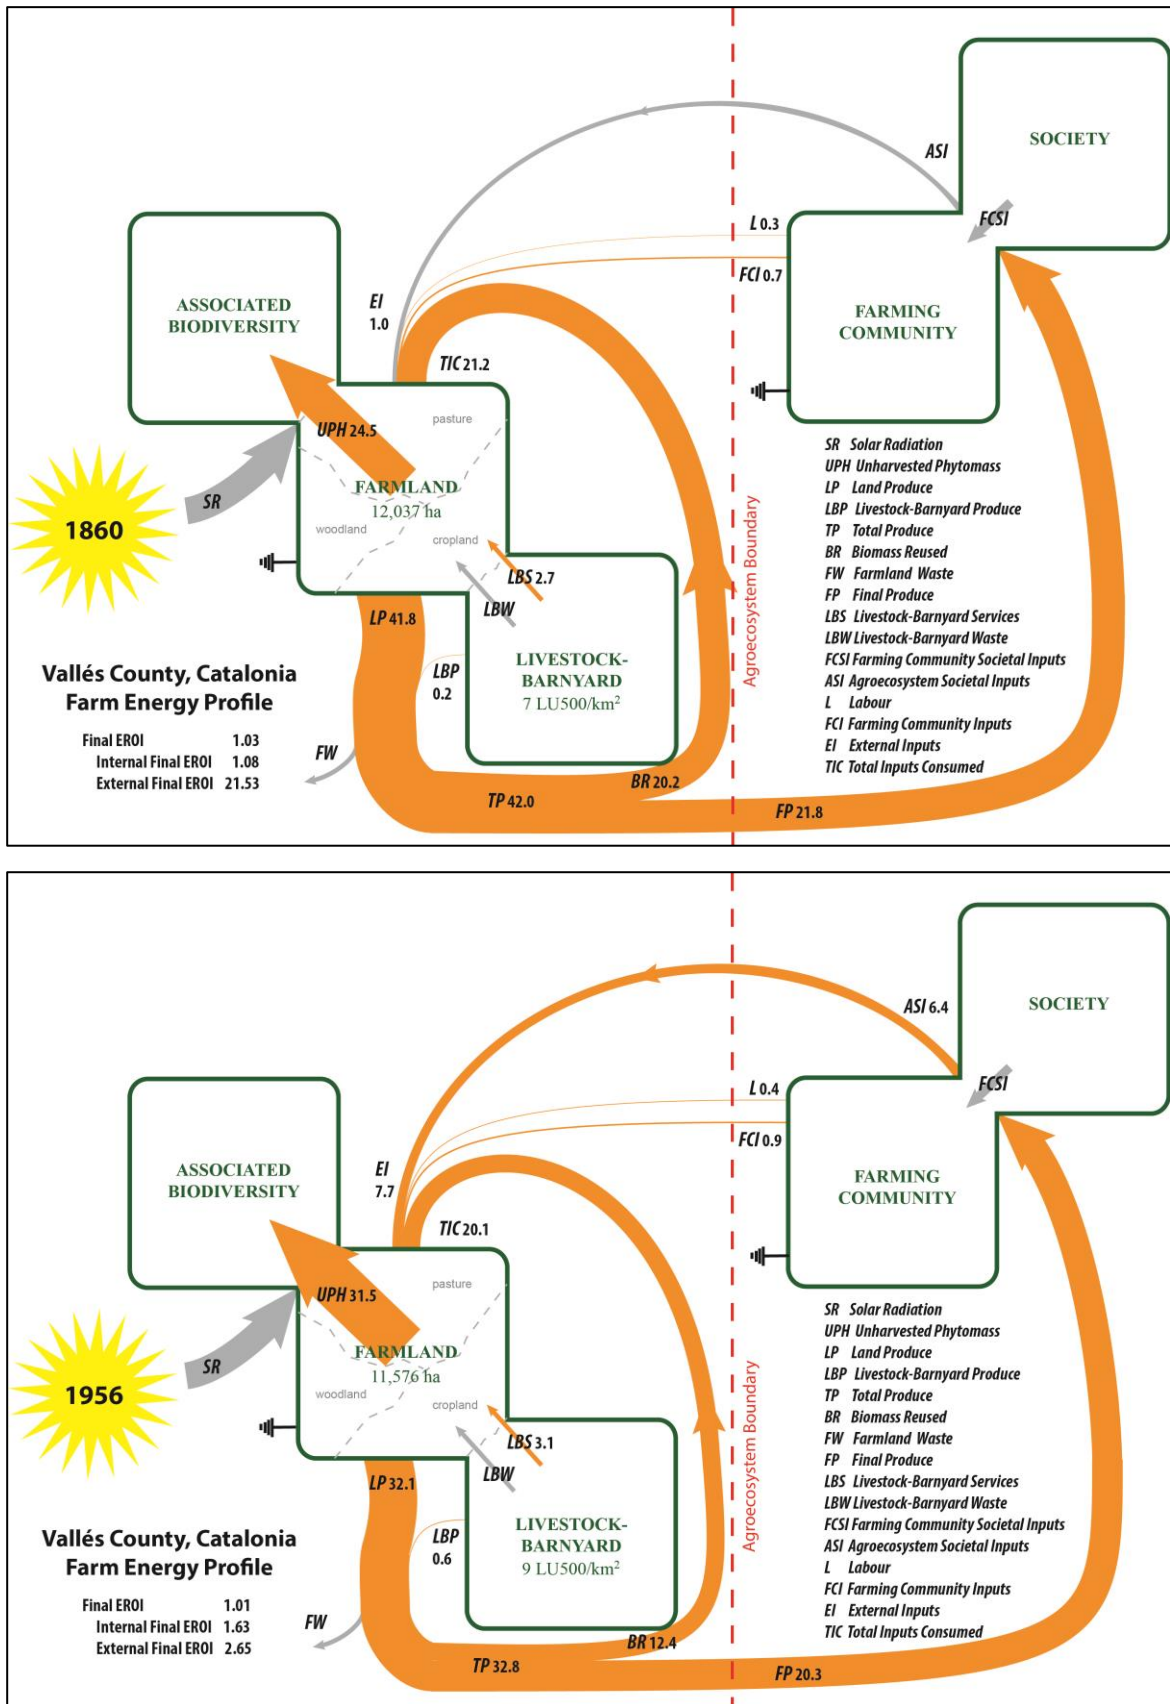 SOCIETY
ASI
FCSI
L 0.3
FCI 0.7
ASSOCIATED
BIODIVERSITY
EI
1.0
FARMING
COMMUNITY
TIC 21.2
pasture
UPH 24.5
SR
1860
FARMLAND
12,037 ha
woodland
cropland
LBS 2.7
LBW
LP 41.8
LBP
0.2
LIVESTOCK-
BARNYARD
7 LU500/km²
Agroecosystem Boundary
SR Solar Radiation
UPH Unharvested Phytomass
LP Land Produce
LBP Livestock-Barnyard Produce
TP Total Produce
BR Biomass Reused
FW Farmland Waste
FP Final Produce
LBS Livestock-Barnyard Services
LBW Livestock-Barnyard Waste
FCSI Farming Community Societal Inputs
ASI Agroecosystem Societal Inputs
L Labour
FCI Farming Community Inputs
EI External Inputs
TIC Total Inputs Consumed
Vallés County, Catalonia
Farm Energy Profile
Final EROI 1.03
Internal Final EROI 1.08
External Final EROI 21.53
FW
BR 20.2
TP 42.0
FP 21.8
SOCIETY
ASI 6.4
FCSI
L 0.4
FCI 0.9
ASSOCIATED
BIODIVERSITY
EI
7.7
FARMING
COMMUNITY
TIC 20.1
pasture
UPH 31.5
SR
1956
FARMLAND
11,576 ha
woodland
cropland
LBS 3.1
LBW
LP 32.1
LBP
0.6
LIVESTOCK-
BARNYARD
9 LU500/km²
Agroecosystem Boundary
SR Solar Radiation
UPH Unharvested Phytomass
LP Land Produce
LBP Livestock-Barnyard Produce
TP Total Produce
BR Biomass Reused
FW Farmland Waste
FP Final Produce
LBS Livestock-Barnyard Services
LBW Livestock-Barnyard Waste
FCSI Farming Community Societal Inputs
ASI Agroecosystem Societal Inputs
L Labour
FCI Farming Community Inputs
EI External Inputs
TIC Total Inputs Consumed
Vallés County, Catalonia
Farm Energy Profile
Final EROI 1.01
Internal Final EROI 1.63
External Final EROI 2.65
FW
BR 12.4
TP 32.8
FP 20.3